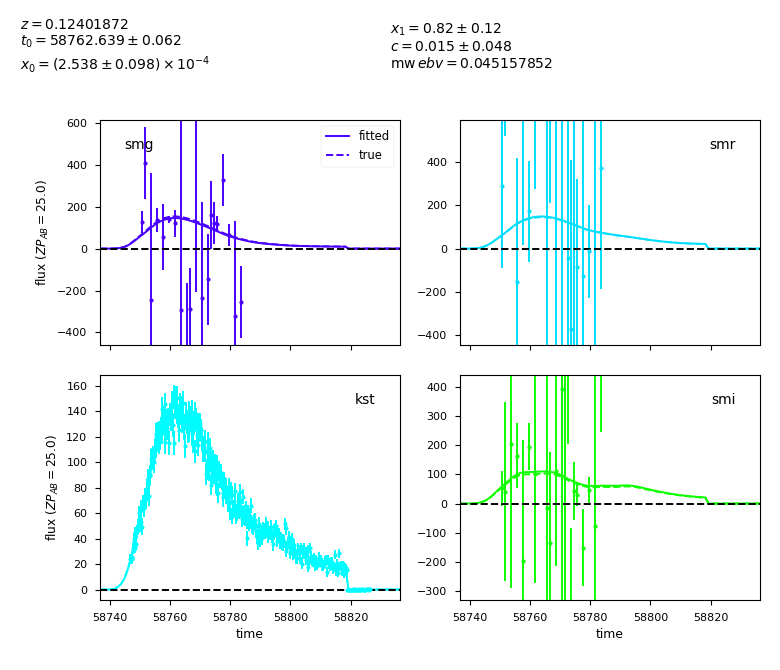 z = 0.12401872
t₀ = 58762.639 ± 0.062
x₀ = (2.538 ± 0.098) × 10⁻⁴
x₁ = 0.82 ± 0.12
c = 0.015 ± 0.048
mw ebv = 0.045157852
smg
fitted
true
600
400
200
0
−200
−400
flux (ZP_AB = 25.0)
smr
400
200
0
−200
−400
kst
160
140
120
100
80
60
40
20
0
flux (ZP_AB = 25.0)
58740 58760 58780 58800 58820
time
smi
400
300
200
100
0
−100
−200
−300
58740 58760 58780 58800 58820
time